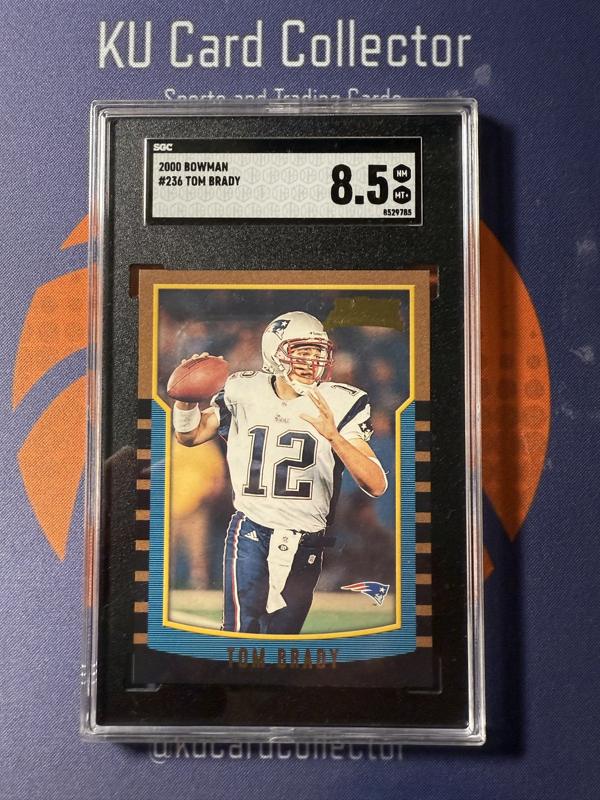 KU Card Collector
Sports and Trading Cards
SGC
2000 BOWMAN
#236 TOM BRADY
8.5
NM
MT+
8529785
12
12
TOM BRADY
@KUCardCollector